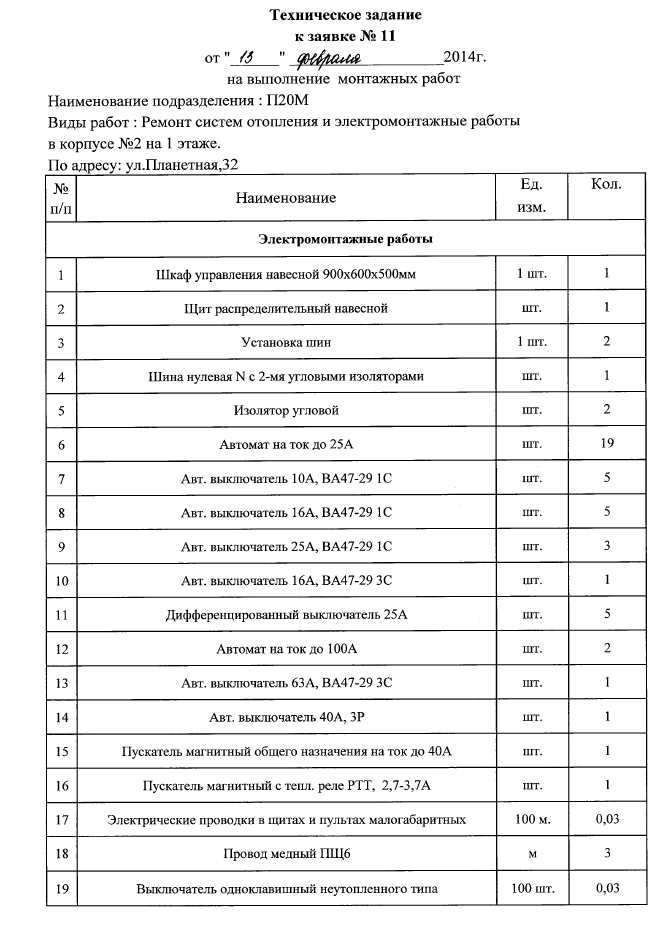 Техническое задание
к заявке № 11
от "_13_" _февраля_2014г.
на выполнение монтажных работ
Наименование подразделения : П20М
Виды работ : Ремонт систем отопления и электромонтажные работы
в корпусе №2 на 1 этаже.
По адресу: ул.Планетная,32
№ п/п Наименование Ед. изм. Кол.
Электромонтажные работы
1 Шкаф управления навесной 900х600х500мм 1 шт. 1
2 Щит распределительный навесной шт. 1
3 Установка шин 1 шт. 2
4 Шина нулевая N с 2-мя угловыми изоляторами шт. 1
5 Изолятор угловой шт. 2
6 Автомат на ток до 25А шт. 19
7 Авт. выключатель 10А, ВА47-29 1С шт. 5
8 Авт. выключатель 16А, ВА47-29 1С шт. 5
9 Авт. выключатель 25А, ВА47-29 1С шт. 3
10 Авт. выключатель 16А, ВА47-29 3С шт. 1
11 Дифференцированный выключатель 25А шт. 5
12 Автомат на ток до 100А шт. 2
13 Авт. выключатель 63А, ВА47-29 3С шт. 1
14 Авт. выключатель 40А, 3Р шт. 1
15 Пускатель магнитный общего назначения на ток до 40А шт. 1
16 Пускатель магнитный с тепл. реле РТТ, 2,7-3,7А шт. 1
17 Электрические проводки в щитах и пультах малогабаритных 100 м. 0,03
18 Провод медный ПЩ6 м 3
19 Выключатель одноклавишный неутопленного типа 100 шт. 0,03